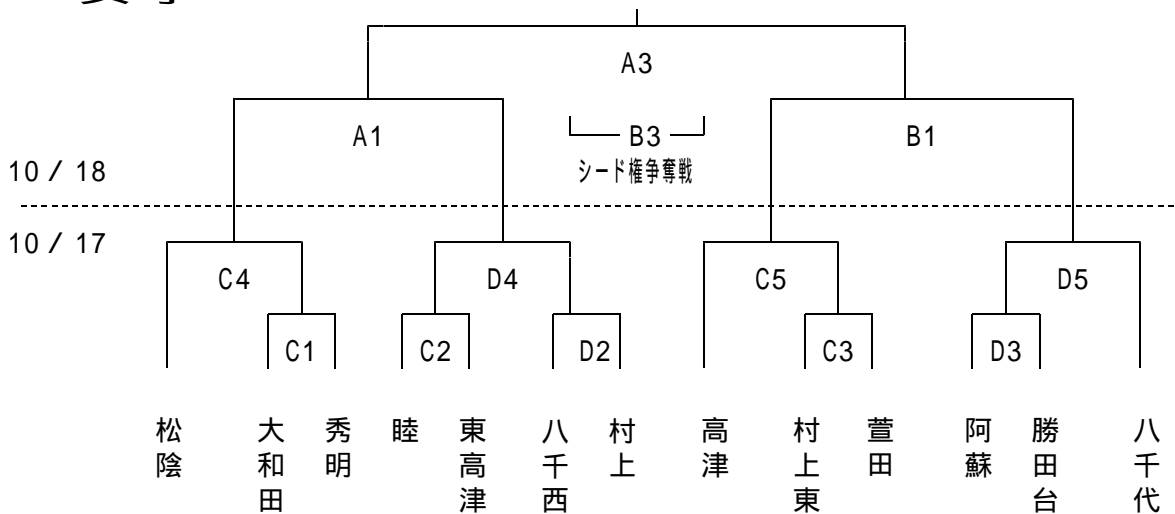 A3
A1
B3
B1
シード権争奪戦
10 / 18
10 / 17
C4
D4
C5
D5
C1
C2
D2
C3
D3
松陰
大和田
秀明
睦
東高津
八千西
村上
高津
村上東
萱田
阿蘇
勝田台
八千代